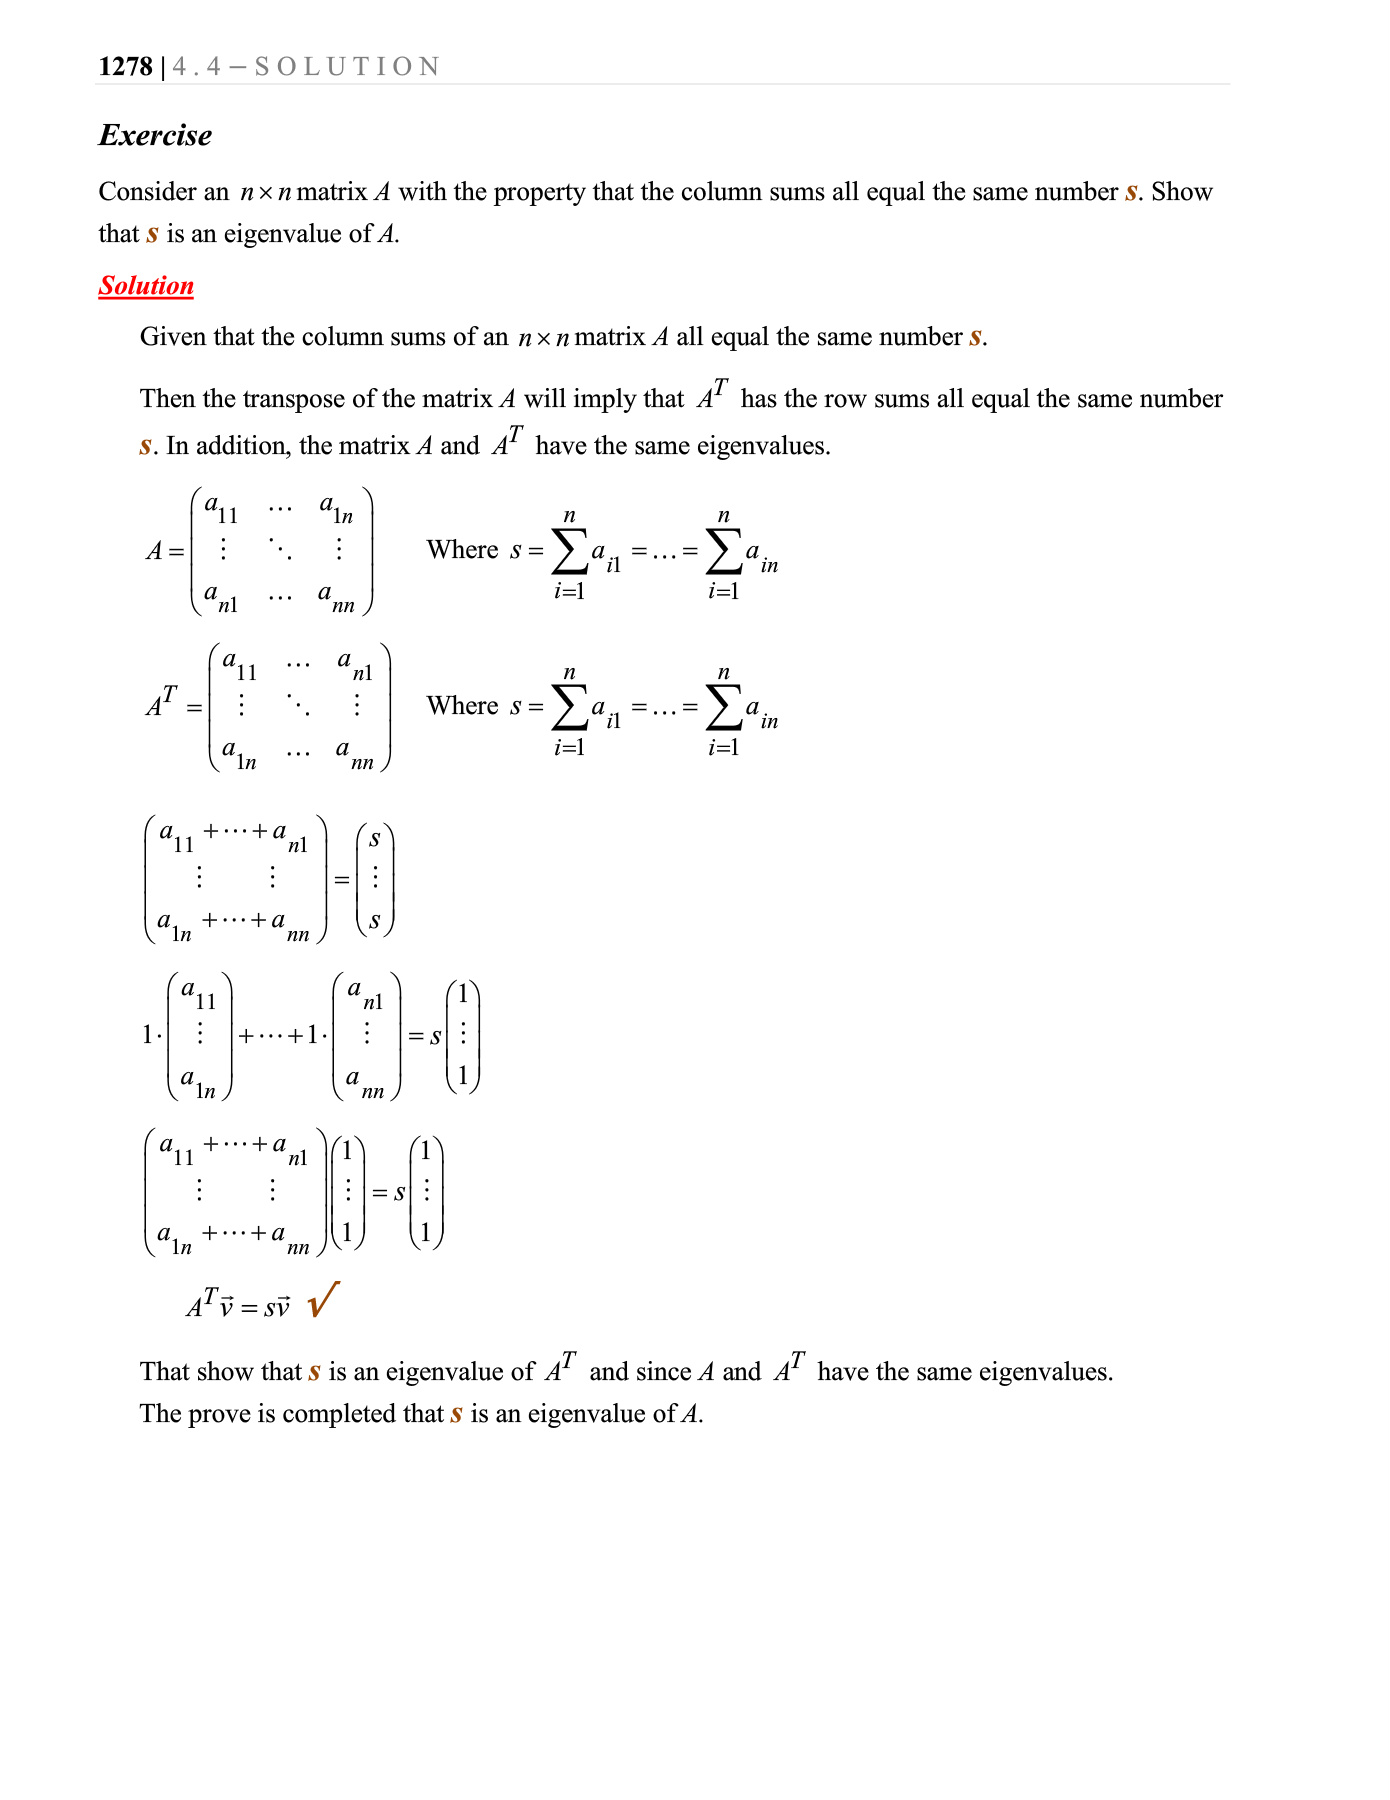 1278 | 4 . 4 – S O L U T I O N
Exercise
Consider an n × n matrix A with the property that the column sums all equal the same number s. Show
that s is an eigenvalue of A.
Solution
Given that the column sums of an n × n matrix A all equal the same number s.
Then the transpose of the matrix A will imply that A^T has the row sums all equal the same number
s. In addition, the matrix A and A^T have the same eigenvalues.
A = \begin{pmatrix} a_{11} & \dots & a_{1n} \\ \vdots & \ddots & \vdots \\ a_{n1} & \dots & a_{nn} \end{pmatrix} Where s = \sum_{i=1}^{n} a_{i1} = \dots = \sum_{i=1}^{n} a_{in}
A^T = \begin{pmatrix} a_{11} & \dots & a_{n1} \\ \vdots & \ddots & \vdots \\ a_{1n} & \dots & a_{nn} \end{pmatrix} Where s = \sum_{i=1}^{n} a_{i1} = \dots = \sum_{i=1}^{n} a_{in}
\begin{pmatrix} a_{11} + \cdots + a_{n1} \\ \vdots \quad \vdots \\ a_{1n} + \cdots + a_{nn} \end{pmatrix} = \begin{pmatrix} s \\ \vdots \\ s \end{pmatrix}
1 \cdot \begin{pmatrix} a_{11} \\ \vdots \\ a_{1n} \end{pmatrix} + \cdots + 1 \cdot \begin{pmatrix} a_{n1} \\ \vdots \\ a_{nn} \end{pmatrix} = s \begin{pmatrix} 1 \\ \vdots \\ 1 \end{pmatrix}
\begin{pmatrix} a_{11} + \cdots + a_{n1} \\ \vdots \quad \vdots \\ a_{1n} + \cdots + a_{nn} \end{pmatrix} \begin{pmatrix} 1 \\ \vdots \\ 1 \end{pmatrix} = s \begin{pmatrix} 1 \\ \vdots \\ 1 \end{pmatrix}
A^T \vec{v} = s\vec{v} √
That show that s is an eigenvalue of A^T and since A and A^T have the same eigenvalues.
The prove is completed that s is an eigenvalue of A.